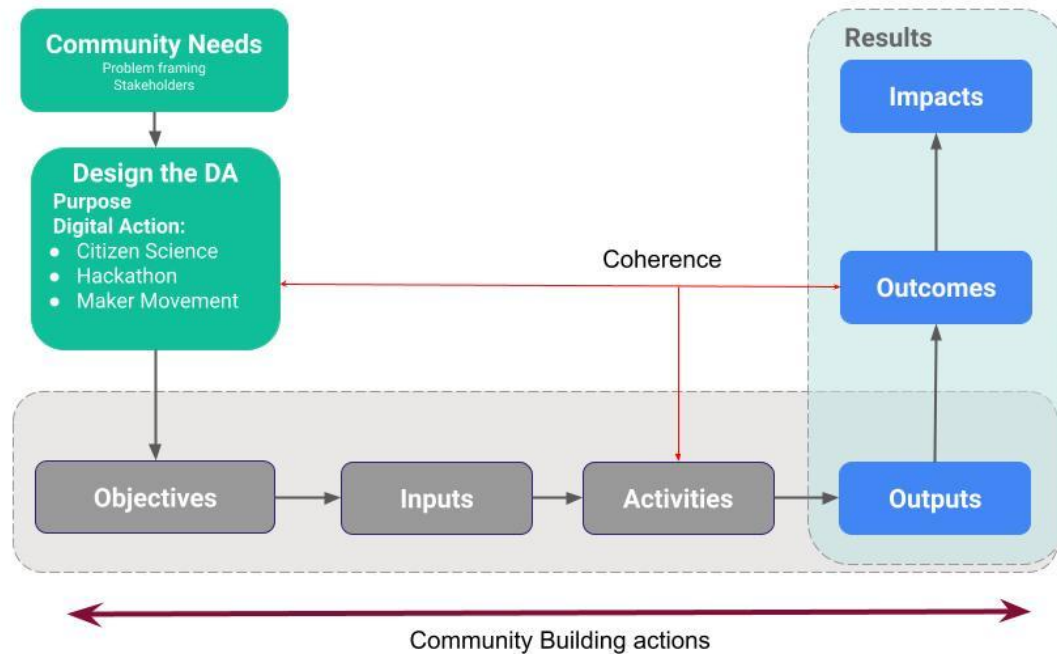 Community Needs
Problem framing
Stakeholders
Design the DA
Purpose
Digital Action:
● Citizen Science
● Hackathon
● Maker Movement
Results
Impacts
Coherence
Outcomes
Objectives
Inputs
Activities
Outputs
Community Building actions